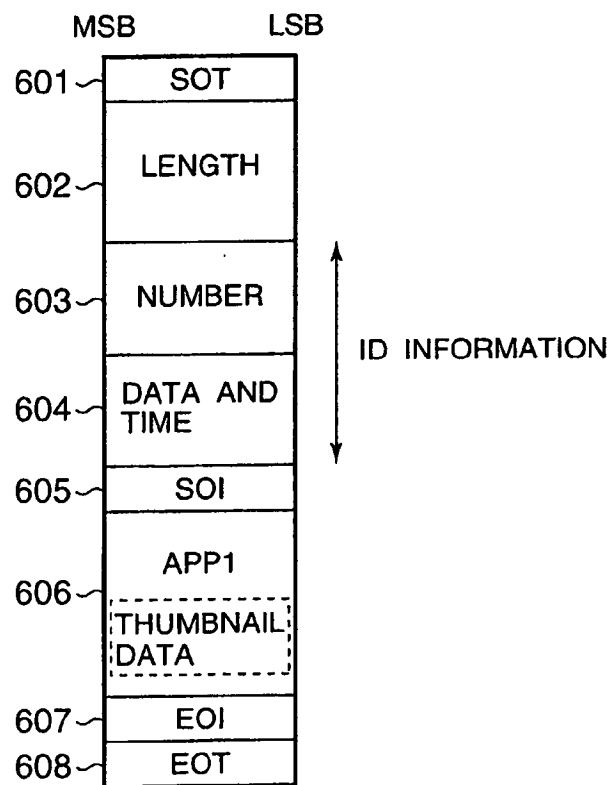 MSB LSB
601 SOT
602 LENGTH
603 NUMBER
ID INFORMATION
604 DATA AND
TIME
605 SOI
606 APP1
THUMBNAIL
DATA
607 EOI
608 EOT